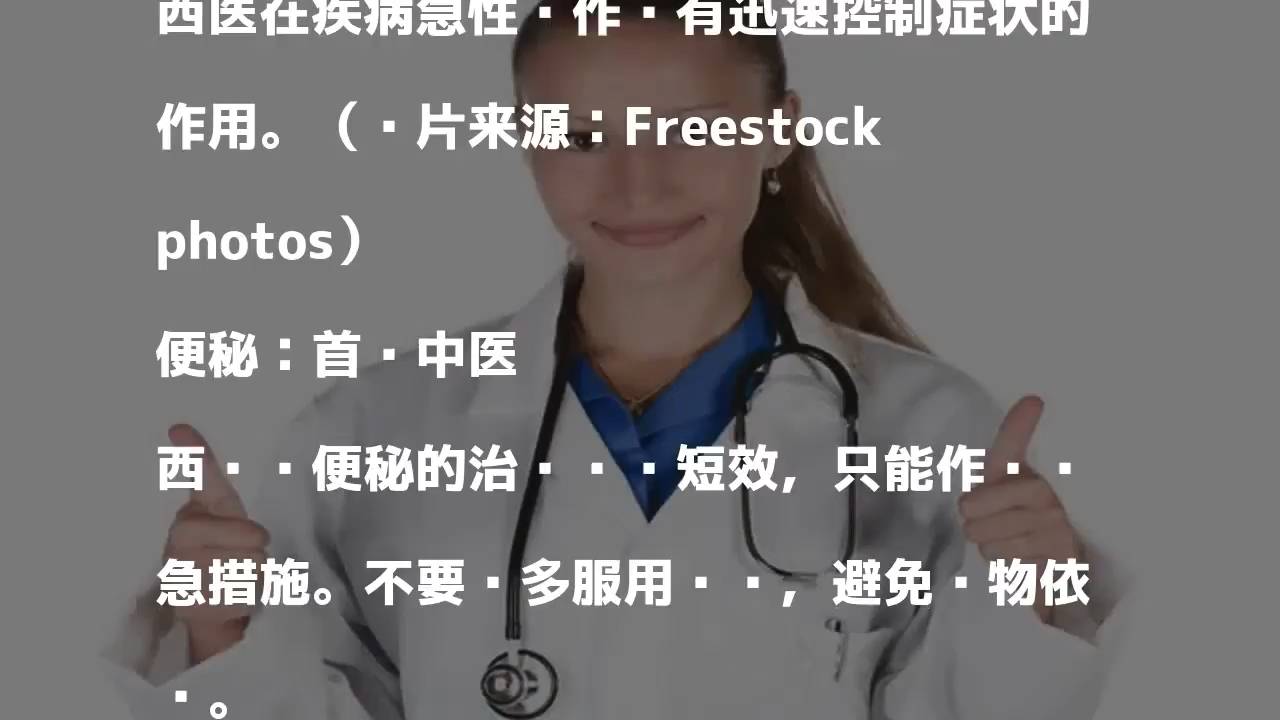 西医在疾病急性·作·有迅速控制症状的
作用。（·片来源：Freestock
photos）
便秘：首·中医
西··便秘的治···短效，只能作··
急措施。不要·多服用··，避免·物依
·。